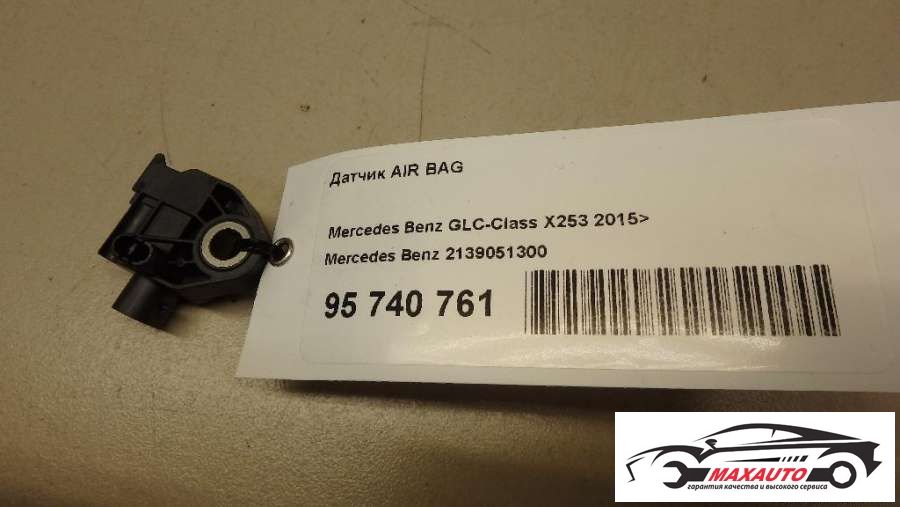 Датчик AIR BAG
Mercedes Benz GLC-Class X253 2015>
Mercedes Benz 2139051300
95 740 761
MAXAUTO
гарантия качества и высокого сервиса